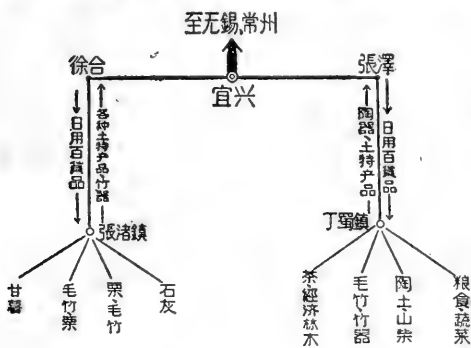 至无錫、常州
徐合
張澤
宜兴
日用百貨品
各种土特产品、竹器
陶器、土特产品
日用百貨品
張渚鎮
丁蜀鎮
甘薯
毛竹柴
栗、毛竹
石灰
茶、經济林木
毛竹、竹器
陶土、山柴
粮食、蔬菜